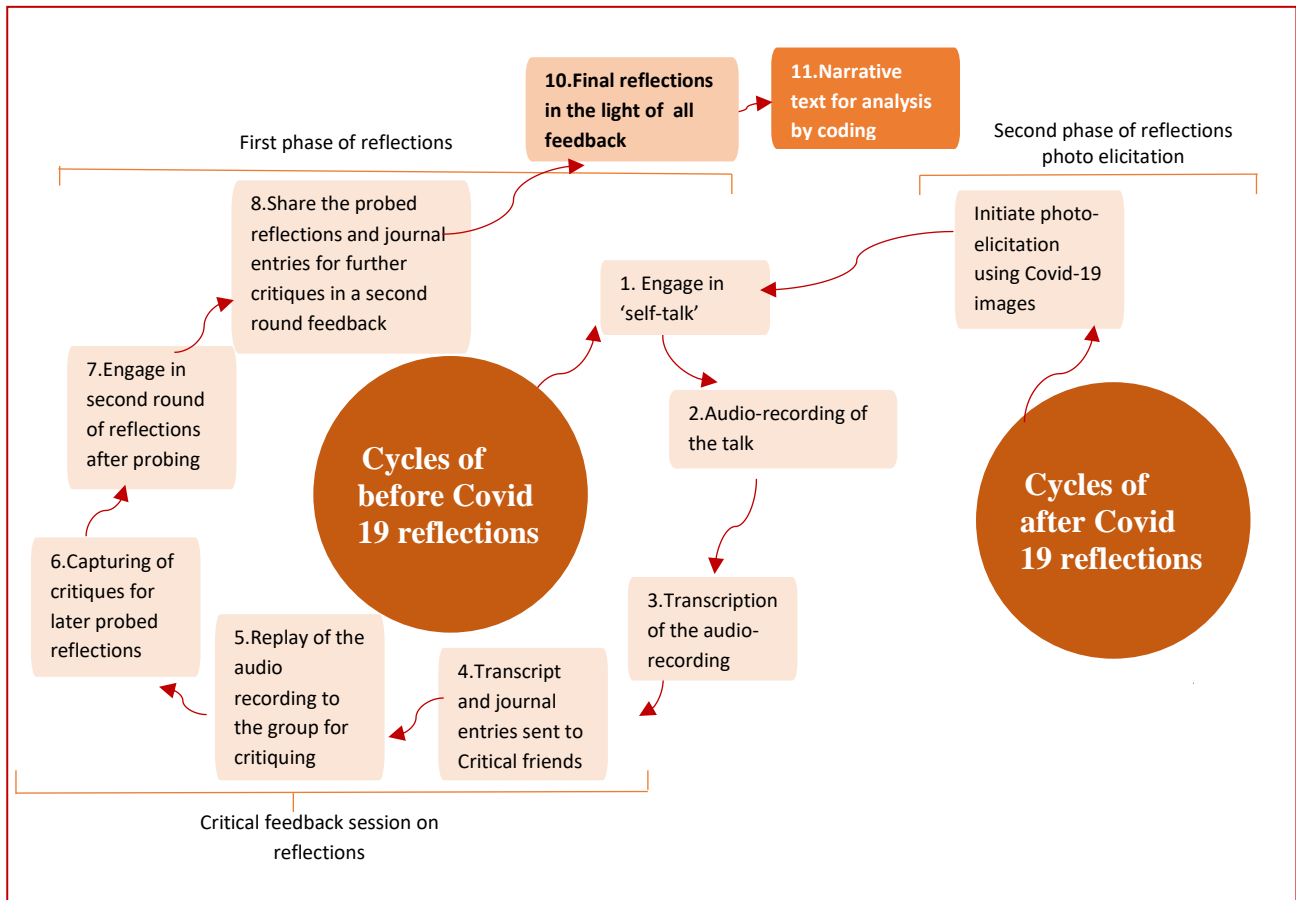 10.Final reflections
in the light of all
feedback
11.Narrative
text for analysis
by coding
First phase of reflections
Second phase of reflections
photo elicitation
8.Share the probed
reflections and journal
entries for further
critiques in a second
round feedback
Initiate photo-
elicitation
using Covid-19
images
1. Engage in
‘self-talk’
7.Engage in
second round
of reflections
after probing
2.Audio-recording of
the talk
Cycles of
before Covid
19 reflections
Cycles of
after Covid
19 reflections
6.Capturing of
critiques for
later probed
reflections
3.Transcription
of the audio-
recording
5.Replay of the
audio
recording to
the group for
critiquing
4.Transcript
and journal
entries sent to
Critical friends
Critical feedback session on
reflections